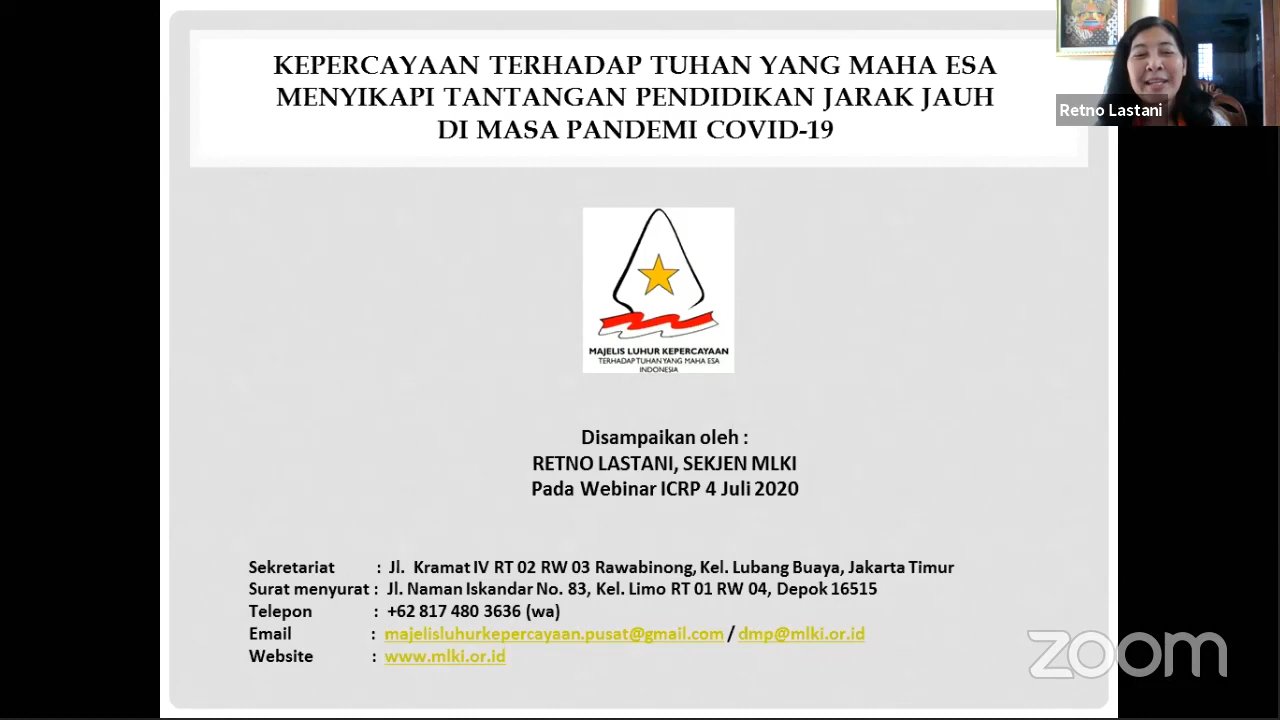 KEPERCAYAAN TERHADAP TUHAN YANG MAHA ESA
MENYIKAPI TANTANGAN PENDIDIKAN JARAK JAUH
DI MASA PANDEMI COVID-19
Retno Lastani
MAJELIS LUHUR KEPERCAYAAN
TERHADAP TUHAN YANG MAHA ESA
INDONESIA
Disampaikan oleh :
RETNO LASTANI, SEKJEN MLKI
Pada Webinar ICRP 4 Juli 2020
Sekretariat : Jl. Kramat IV RT 02 RW 03 Rawabinong, Kel. Lubang Buaya, Jakarta Timur
Surat menyurat : Jl. Naman Iskandar No. 83, Kel. Limo RT 01 RW 04, Depok 16515
Telepon : +62 817 480 3636 (wa)
Email : majelisluhurkepercayaan.pusat@gmail.com / dmp@mlki.or.id
Website : www.mlki.or.id
zoom